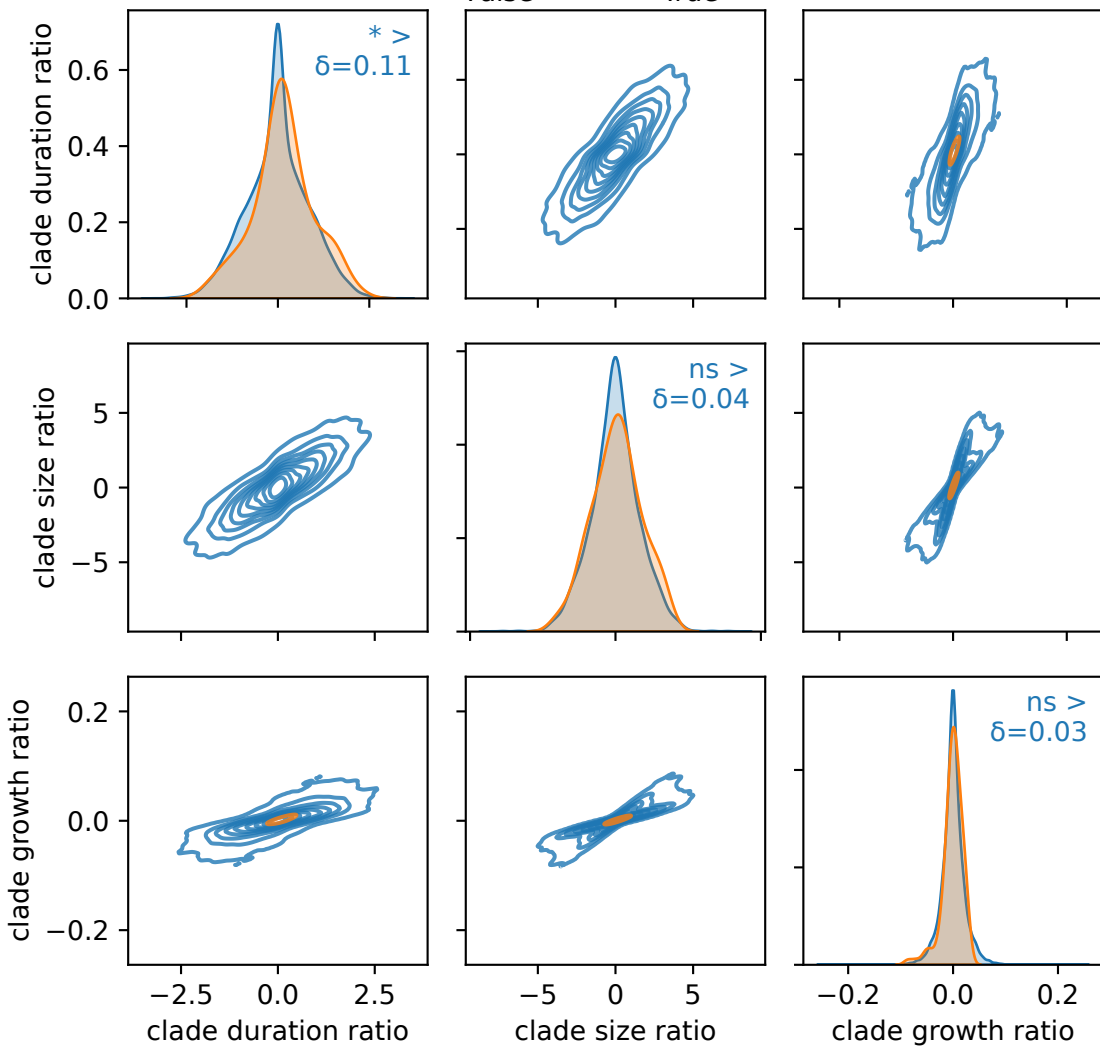 * >
δ=0.11
clade duration ratio
0.6
0.4
0.2
0.0
ns >
δ=0.04
clade size ratio
5
0
−5
ns >
δ=0.03
clade growth ratio
0.2
0.0
−0.2
−2.5 0.0 2.5
−5 0 5
−0.2 0.0 0.2
clade duration ratio
clade size ratio
clade growth ratio